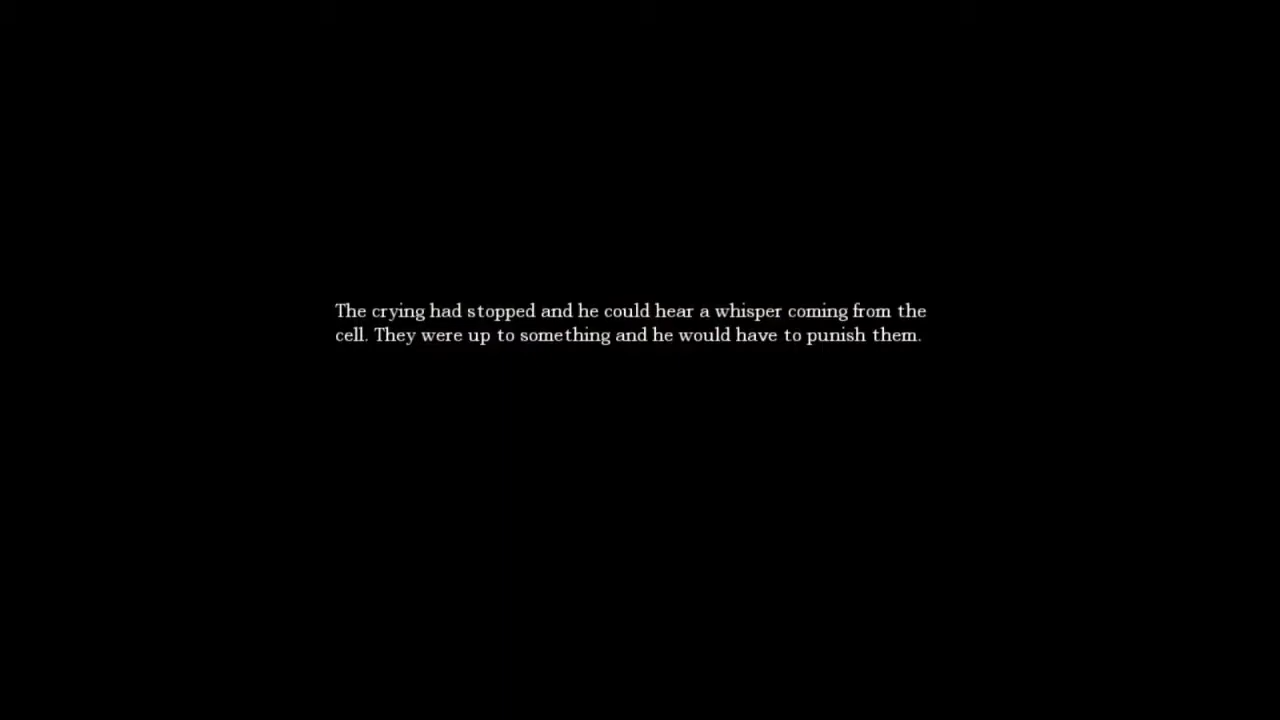 The crying had stopped and he could hear a whisper coming from the
cell. They were up to something and he would have to punish them.